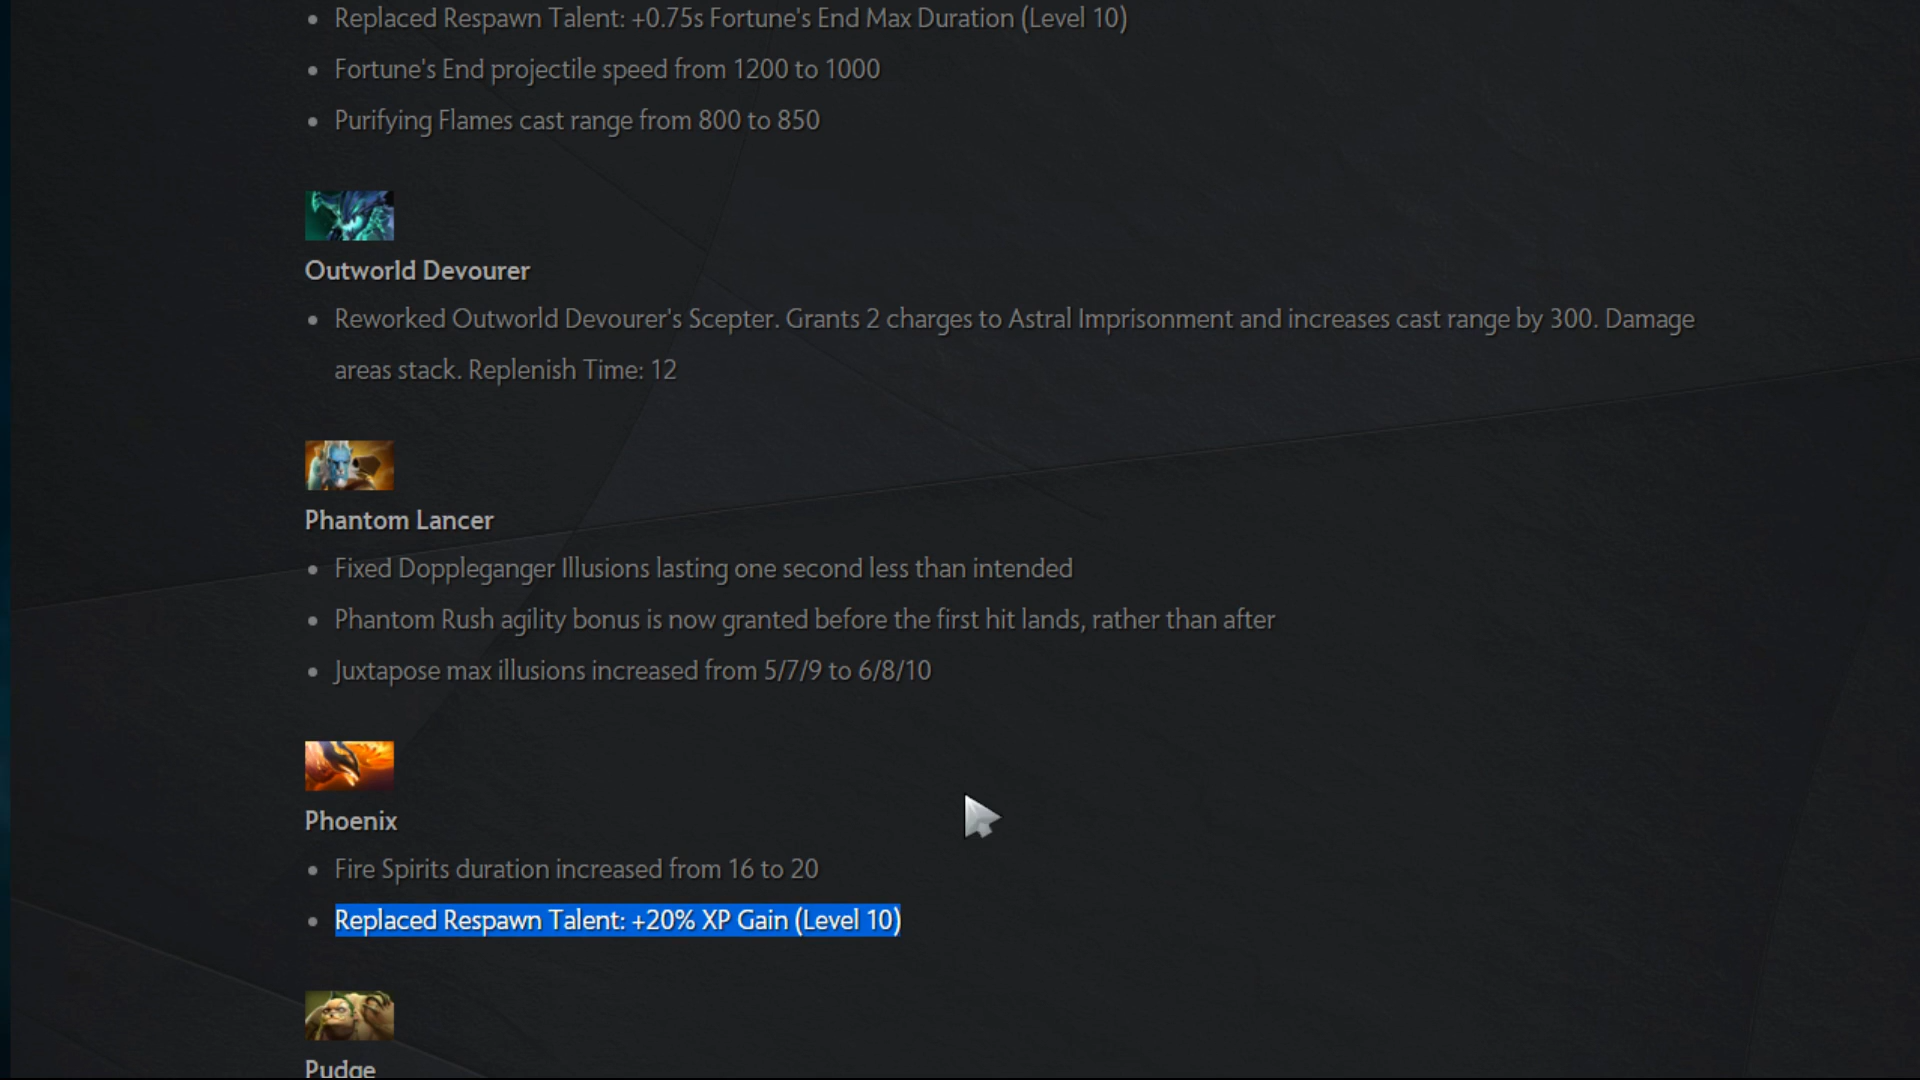 Replaced Respawn Talent: +0.75s Fortune's End Max Duration (Level 10)
Fortune's End projectile speed from 1200 to 1000
Purifying Flames cast range from 800 to 850
Outworld Devourer
Reworked Outworld Devourer's Scepter. Grants 2 charges to Astral Imprisonment and increases cast range by 300. Damage
areas stack. Replenish Time: 12
Phantom Lancer
Fixed Doppleganger Illusions lasting one second less than intended
Phantom Rush agility bonus is now granted before the first hit lands, rather than after
Juxtapose max illusions increased from 5/7/9 to 6/8/10
Phoenix
Fire Spirits duration increased from 16 to 20
Replaced Respawn Talent: +20% XP Gain (Level 10)
Pudge